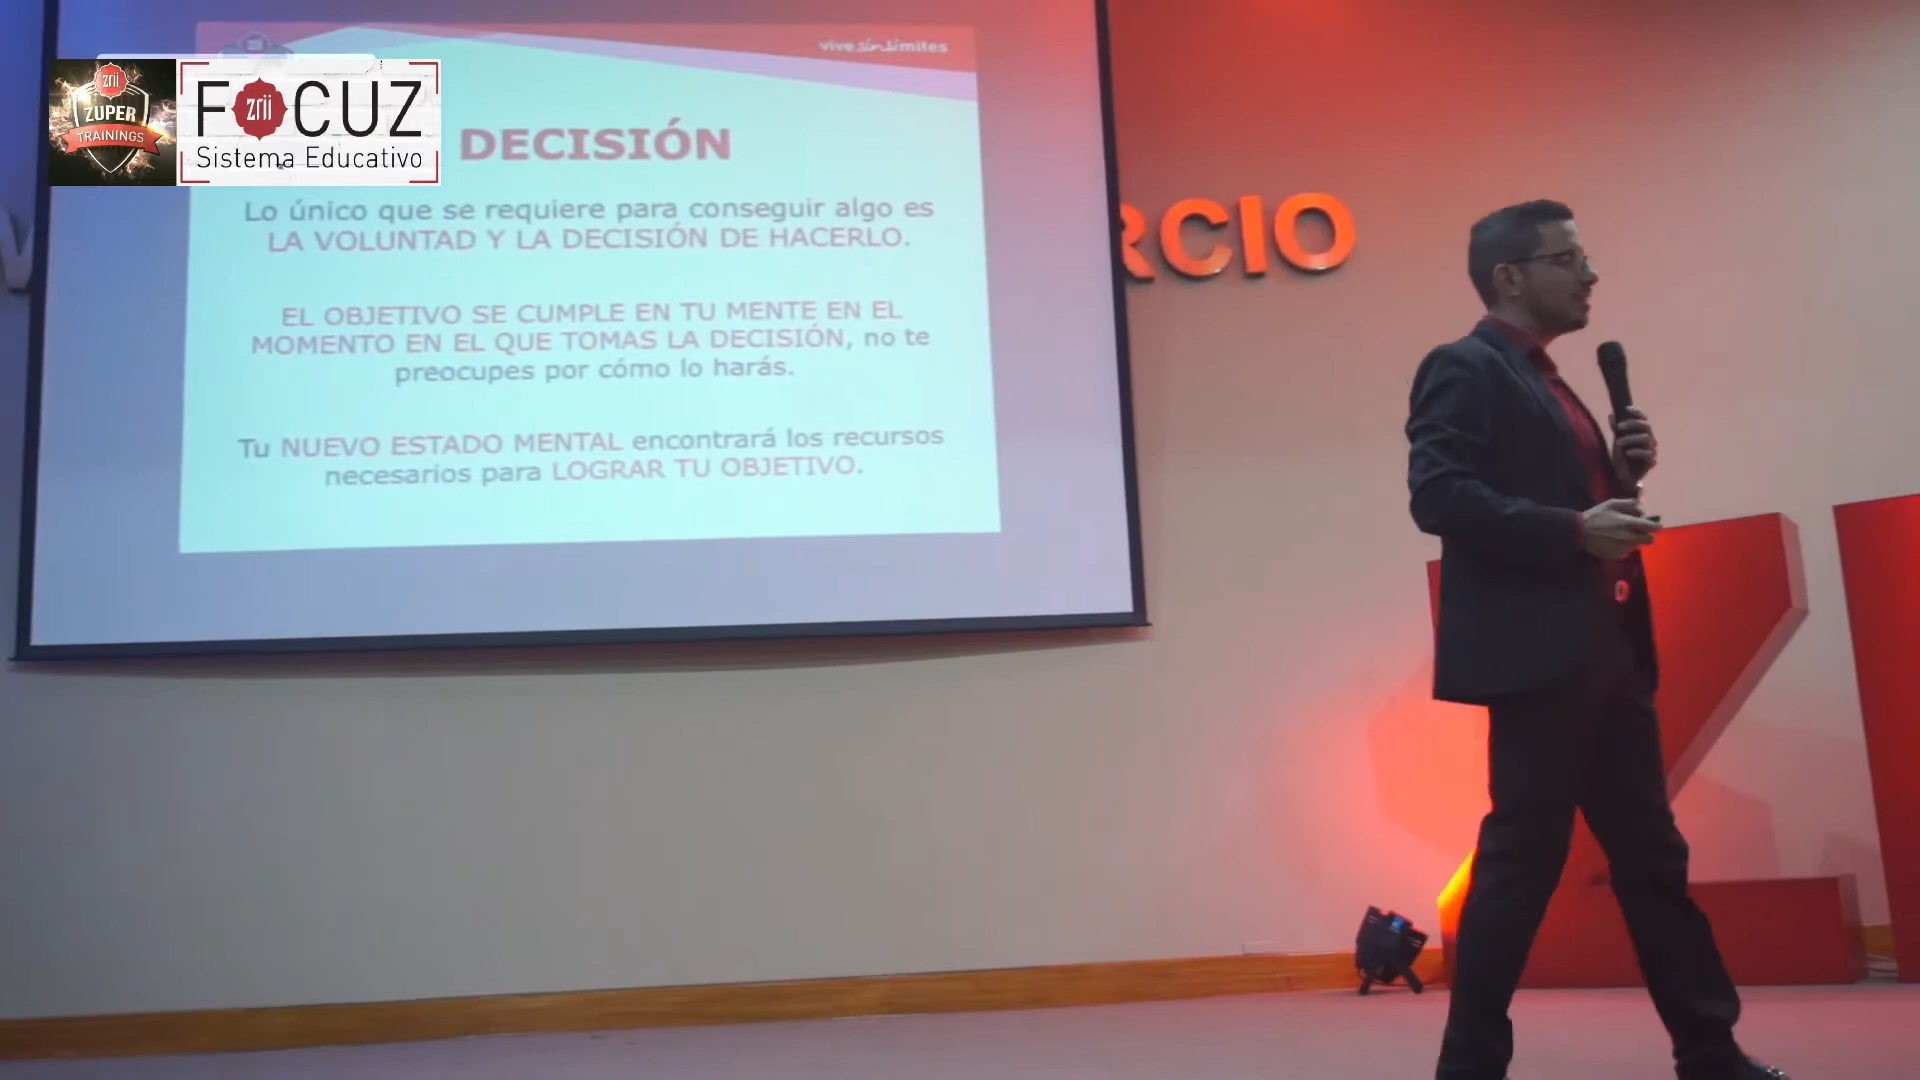 vive sin Límites
zrii
ZUPER
TRAININGS
FOCUZ
zrii
Sistema Educativo
DECISIÓN
Lo único que se requiere para conseguir algo es
LA VOLUNTAD Y LA DECISIÓN DE HACERLO.
EL OBJETIVO SE CUMPLE EN TU MENTE EN EL
MOMENTO EN EL QUE TOMAS LA DECISIÓN, no te
preocupes por cómo lo harás.
Tu NUEVO ESTADO MENTAL encontrará los recursos
necesarios para LOGRAR TU OBJETIVO.
RCIO